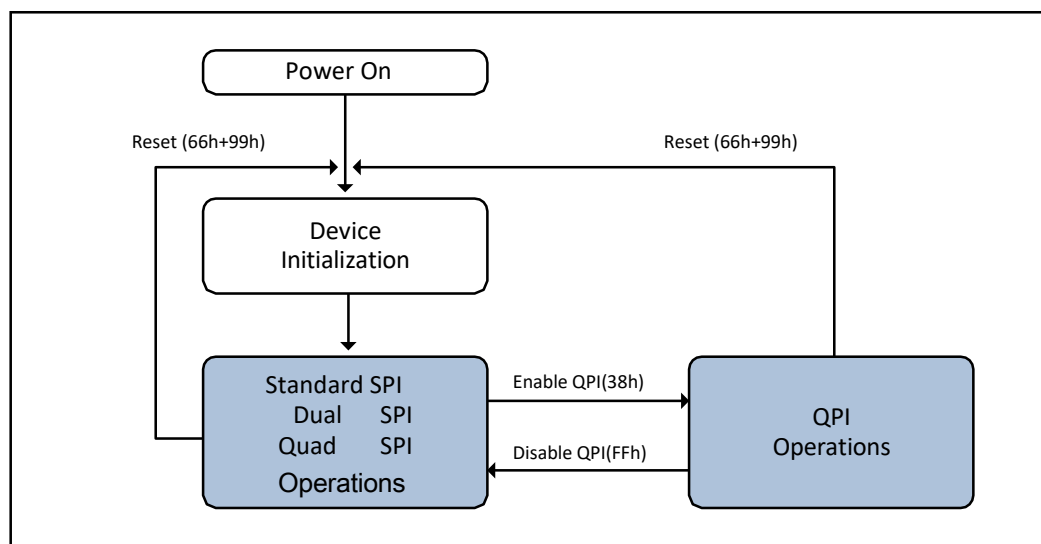 Power On
Reset (66h+99h)
Reset (66h+99h)
Device
Initialization
Standard SPI
Dual SPI
Quad SPI
Operations
Enable QPI(38h)
Disable QPI(FFh)
QPI
Operations